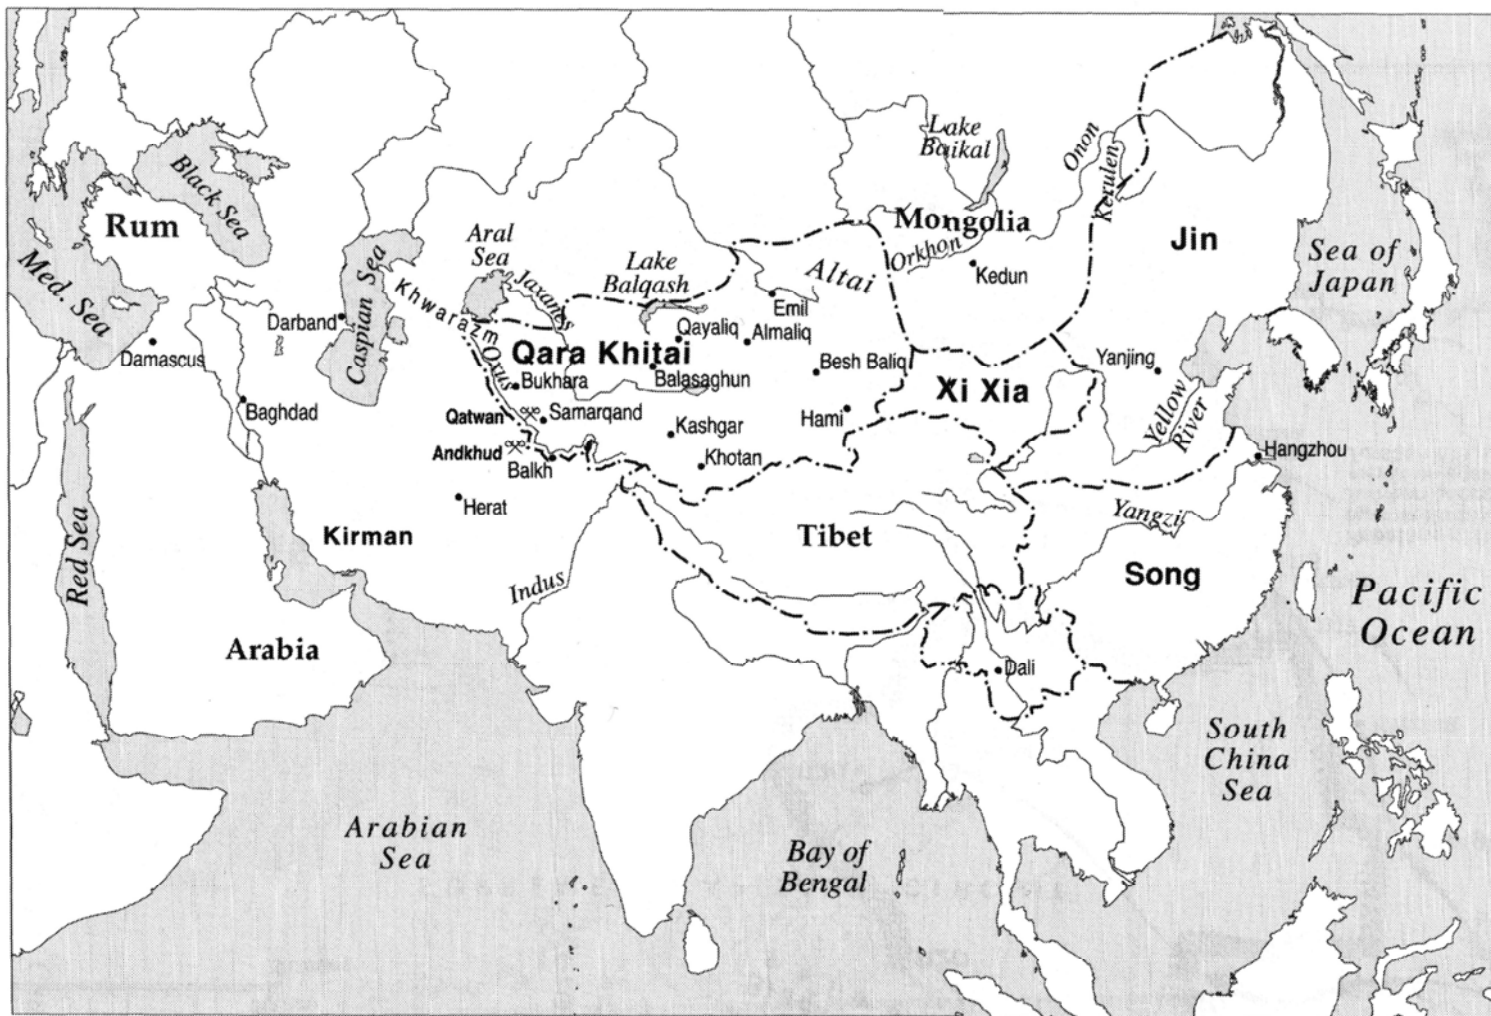 Lake
Baikal
Onon
Kerulen
Black Sea
Rum
Mongolia
Jin
Aral
Sea
Orkhon
Sea of
Japan
Med. Sea
Caspian Sea
Khwarazm
Jaxartes
Lake
Balqash
Altai
Kedun
Emil
Darband
Qayaliq
Almaliq
Damascus
Qara Khitai
Yanjing
Oxus
Bukhara
Balasaghun
Besh Baliq
Xi Xia
Baghdad
Qatwan
Samarqand
Hami
Yellow
River
Kashgar
Andkhud
Balkh
Khotan
Hangzhou
Herat
Red Sea
Kirman
Tibet
Yangzi
Indus
Song
Pacific
Ocean
Arabia
Dali
South
China
Sea
Arabian
Sea
Bay of
Bengal